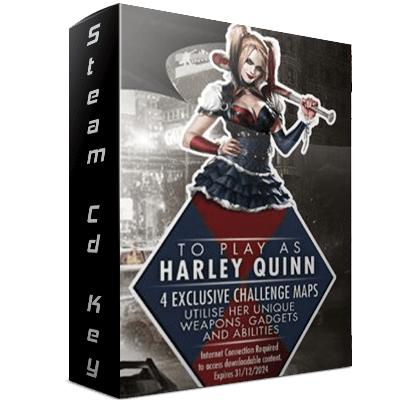 Steam Cd Key
TO PLAY AS
HARLEY QUINN
4 EXCLUSIVE CHALLENGE MAPS
UTILISE HER UNIQUE
WEAPONS, GADGETS
AND ABILITIES
Internet Connection Required
to access downloadable content.
Expires 31/12/2024